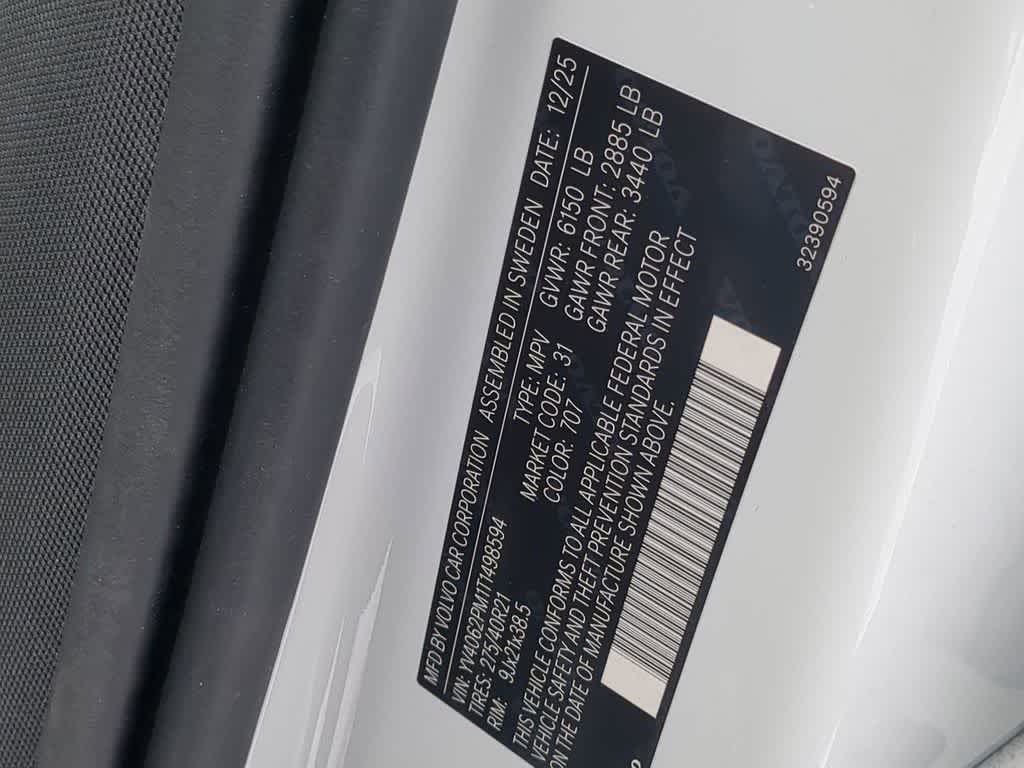 MFD BY VOLVO CAR CORPORATION ASSEMBLED IN SWEDEN DATE: 12/25
VIN: YV4062PM1T1498594 TYPE: MPV GVWR: 6150 LB
TIRES: 275/40R21 MARKET CODE: 31 GAWR FRONT: 2885 LB
RIM: 9Jx21x38.5 COLOR: 707 GAWR REAR: 3440 LB
THIS VEHICLE CONFORMS TO ALL APPLICABLE FEDERAL MOTOR
VEHICLE SAFETY AND THEFT PREVENTION STANDARDS IN EFFECT
ON THE DATE OF MANUFACTURE SHOWN ABOVE.
32390594